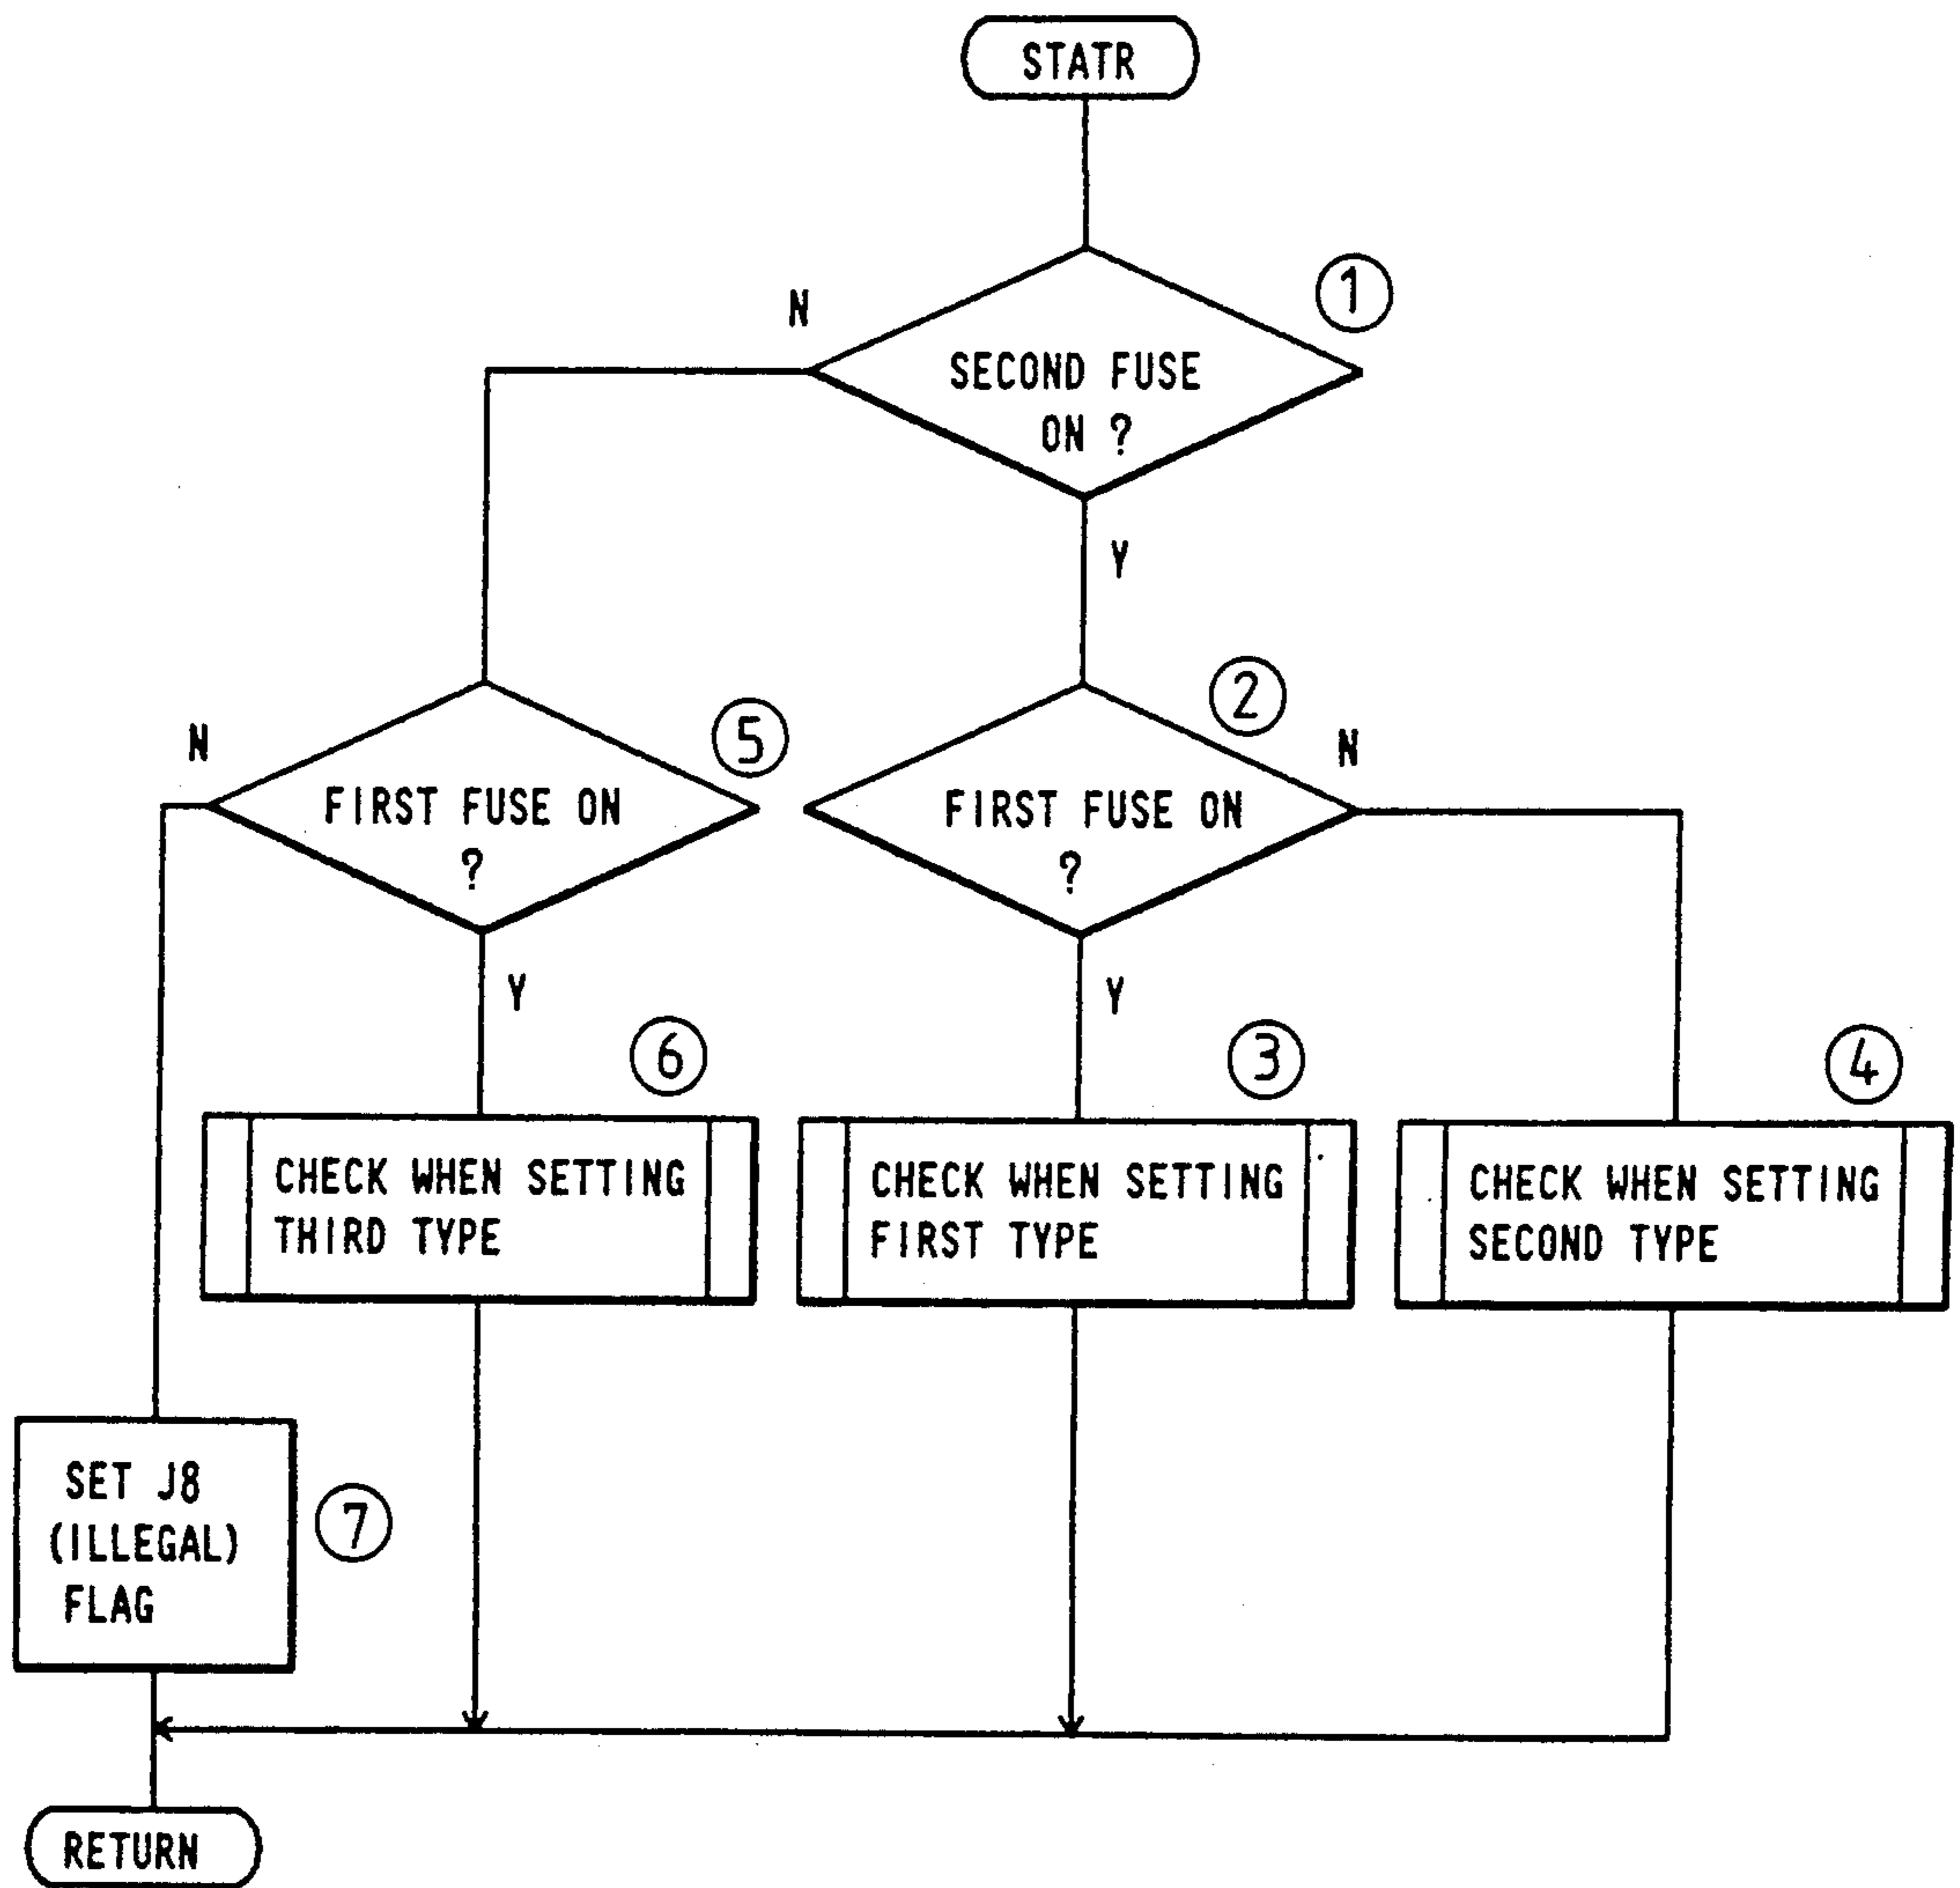 STATR
N
1
SECOND FUSE
ON ?
Y
N
5
FIRST FUSE ON
?
Y
2
N
FIRST FUSE ON
?
Y
6
CHECK WHEN SETTING
THIRD TYPE
3
CHECK WHEN SETTING
FIRST TYPE
4
CHECK WHEN SETTING
SECOND TYPE
SET J8
(ILLEGAL)
FLAG
7
RETURN